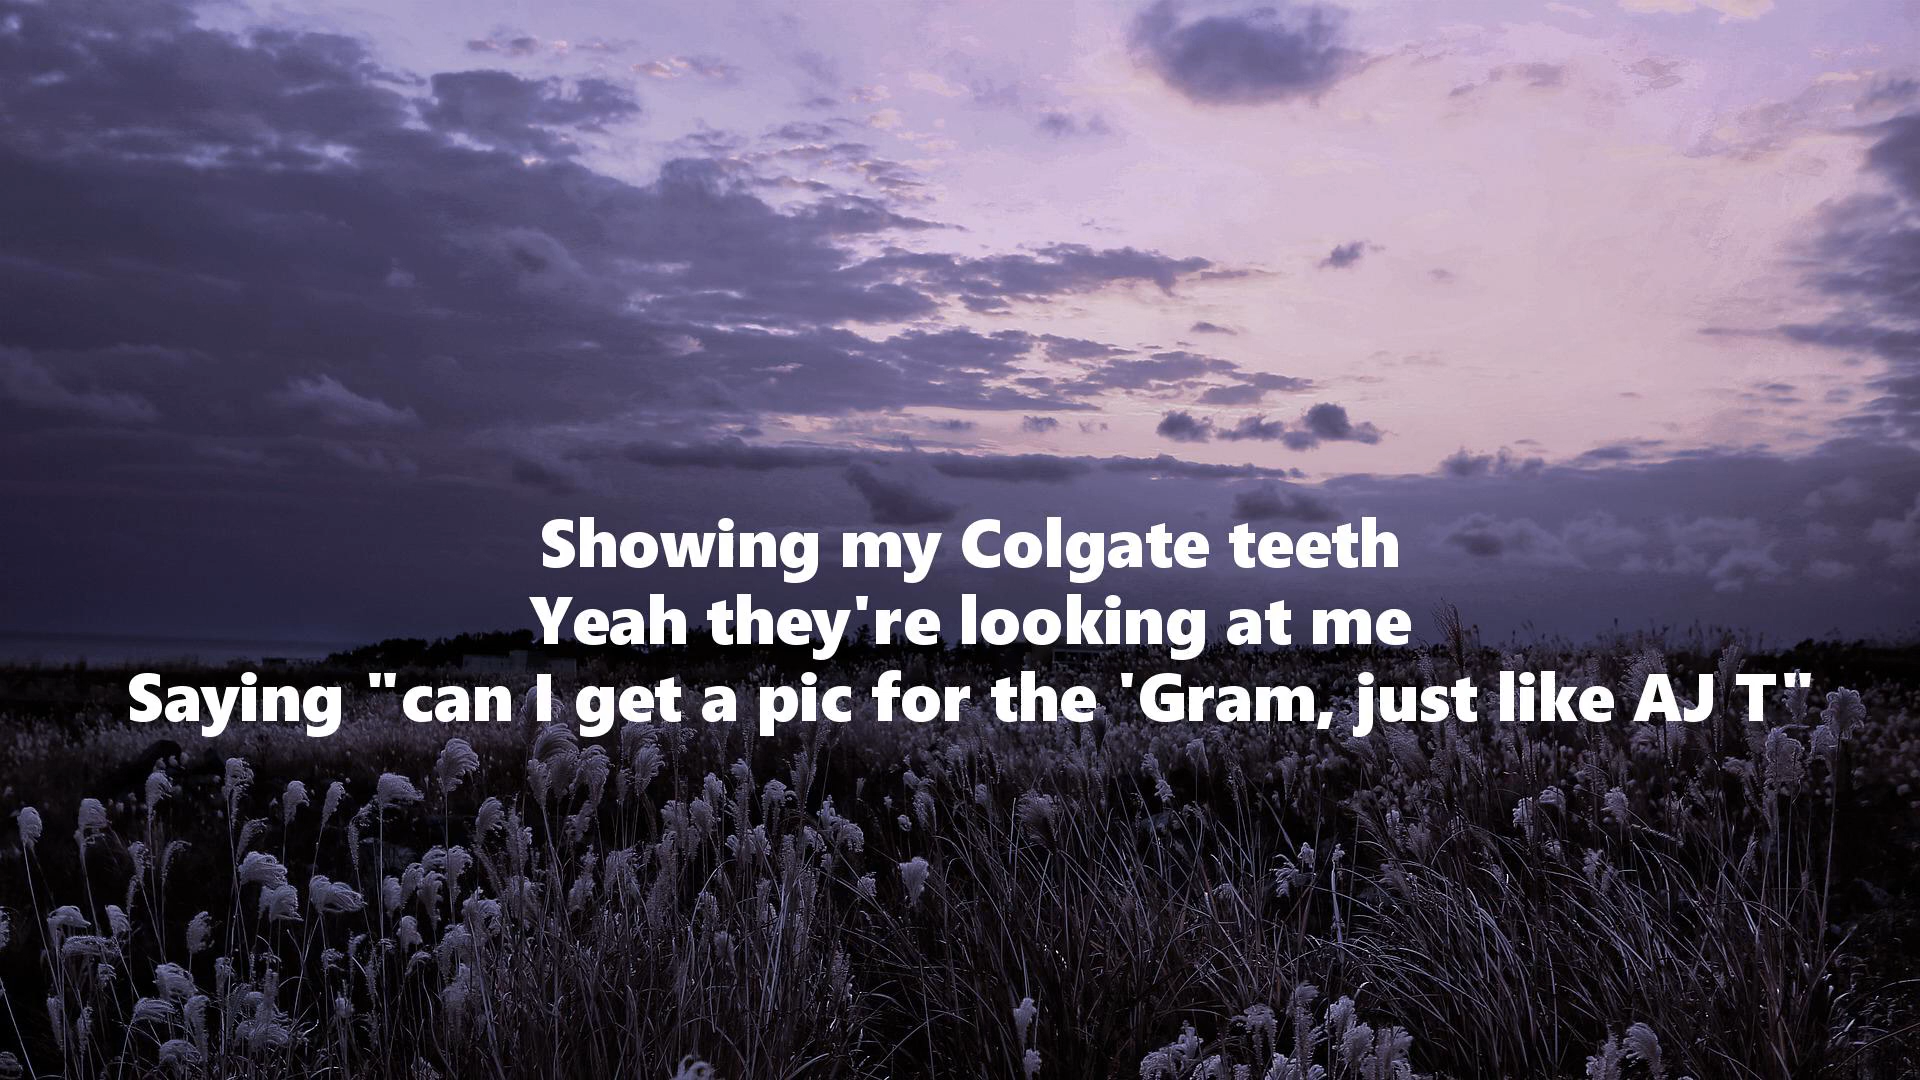 Showing my Colgate teeth
Yeah they're looking at me
Saying "can I get a pic for the 'Gram, just like AJ T"